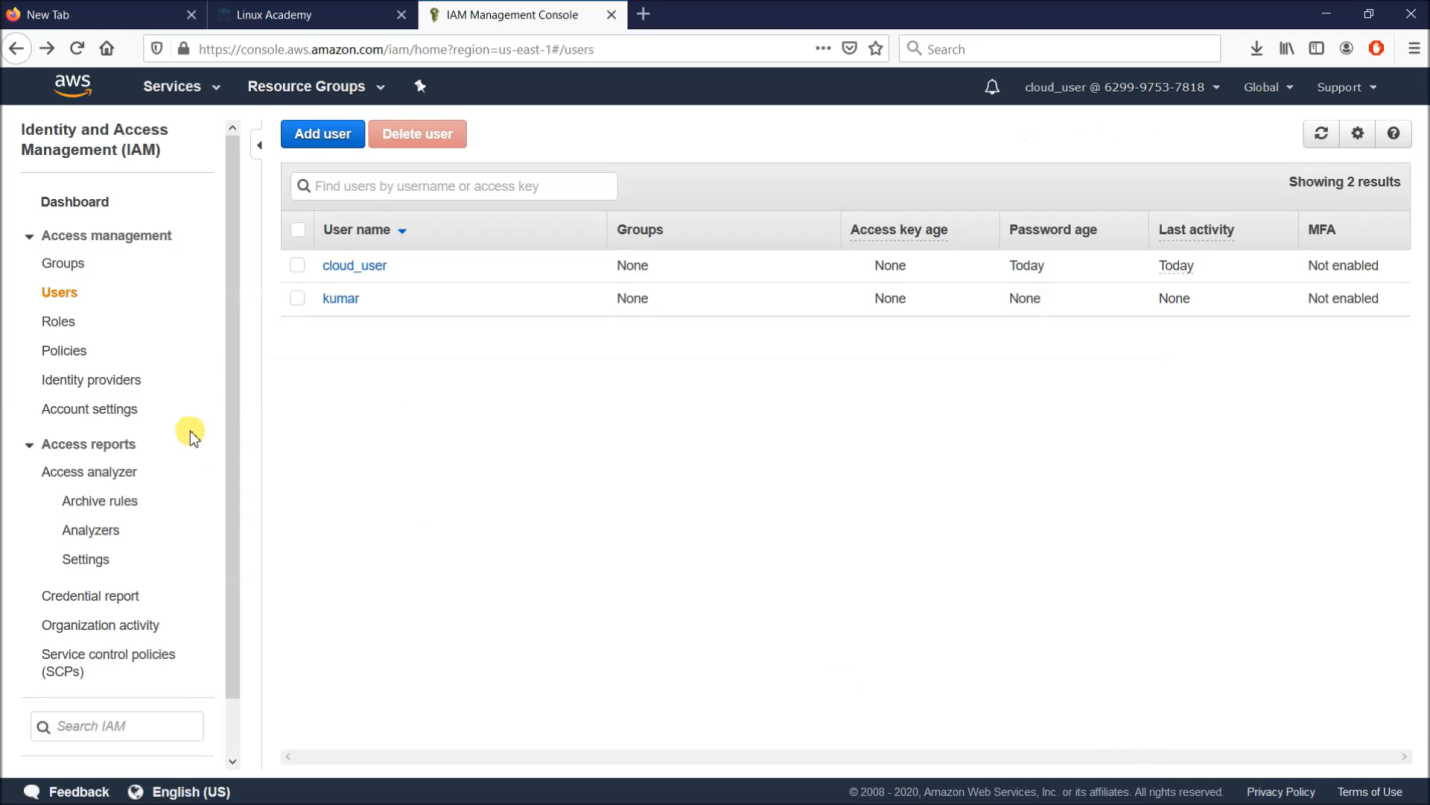 New Tab
Linux Academy
IAM Management Console
https://console.aws.amazon.com/iam/home?region=us-east-1#/users
Search
aws
Services
Resource Groups
cloud_user @ 6299-9753-7818
Global
Support
Identity and Access
Management (IAM)
Dashboard
Access management
Groups
Users
Roles
Policies
Identity providers
Account settings
Access reports
Access analyzer
Archive rules
Analyzers
Settings
Credential report
Organization activity
Service control policies
(SCPs)
Search IAM
Add user
Delete user
Find users by username or access key
Showing 2 results
User name Groups Access key age Password age Last activity MFA
cloud_user None None Today Today Not enabled
kumar None None None None Not enabled
Feedback
English (US)
© 2008 - 2020, Amazon Web Services, Inc. or its affiliates. All rights reserved.
Privacy Policy
Terms of Use